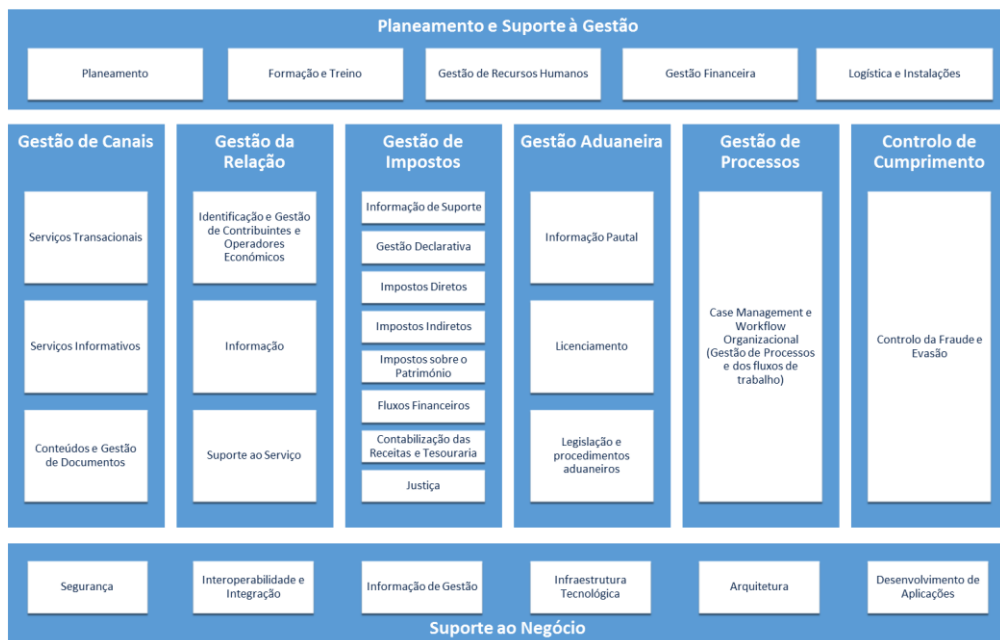 Planeamento e Suporte à Gestão
Planeamento
Formação e Treino
Gestão de Recursos Humanos
Gestão Financeira
Logística e Instalações
Gestão de Canais
Serviços Transacionais
Serviços Informativos
Conteúdos e Gestão
de Documentos
Gestão da
Relação
Identificação e Gestão
de Contribuintes e
Operadores
Económicos
Informação
Suporte ao Serviço
Gestão de
Impostos
Informação de Suporte
Gestão Declarativa
Impostos Diretos
Impostos Indiretos
Impostos sobre o
Património
Fluxos Financeiros
Contabilização das
Receitas e Tesouraria
Justiça
Gestão Aduaneira
Informação Pautal
Licenciamento
Legislação e
procedimentos
aduaneiros
Gestão de
Processos
Case Management e
Workflow
Organizacional
(Gestão de Processos
e dos fluxos de
trabalho)
Controlo de
Cumprimento
Controlo da Fraude e
Evasão
Segurança
Interoperabilidade e
Integração
Informação de Gestão
Infraestrutura
Tecnológica
Arquitetura
Desenvolvimento de
Aplicações
Suporte ao Negócio